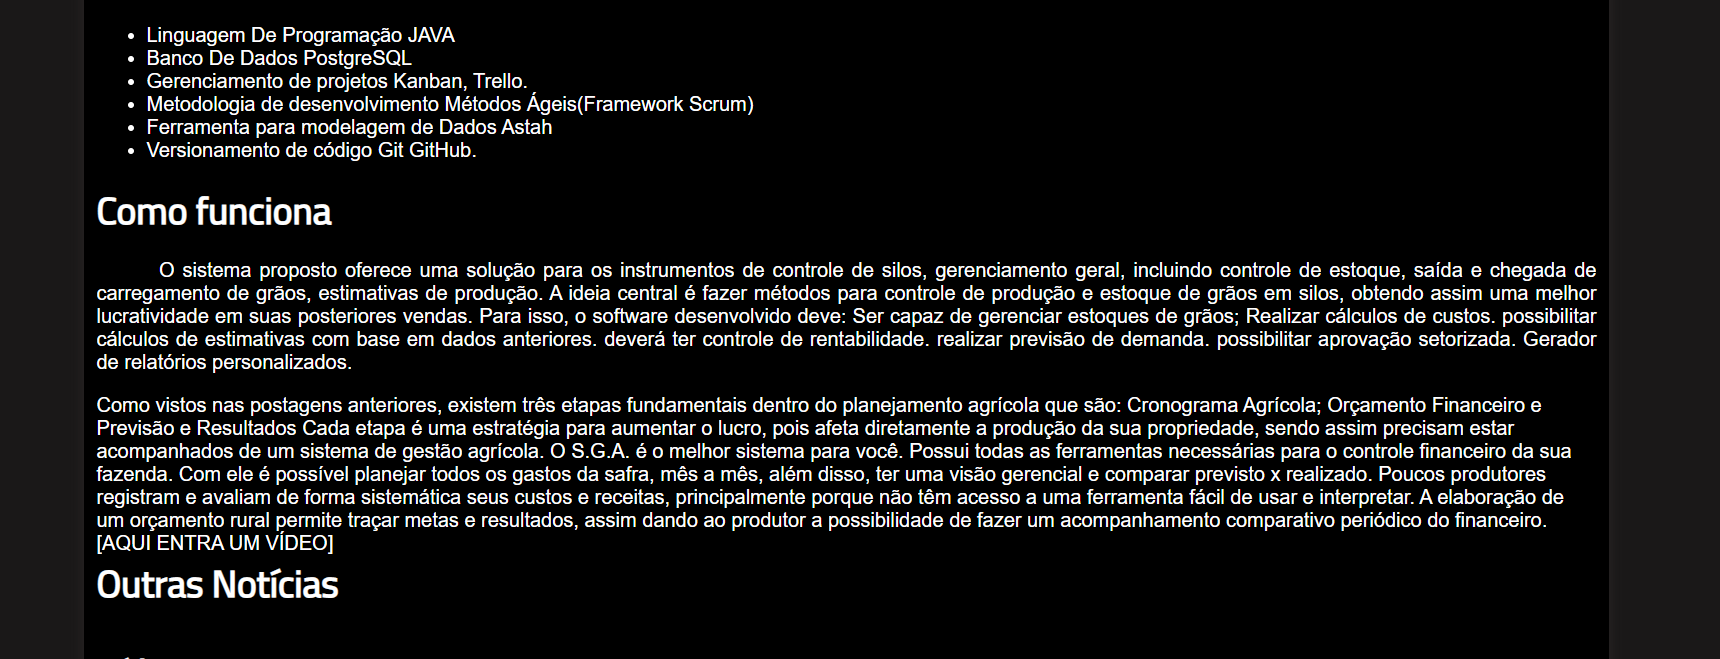 Linguagem De Programação JAVA
Banco De Dados PostgreSQL
Gerenciamento de projetos Kanban, Trello.
Metodologia de desenvolvimento Métodos Ágeis(Framework Scrum)
Ferramenta para modelagem de Dados Astah
Versionamento de código Git GitHub.
Como funciona
O sistema proposto oferece uma solução para os instrumentos de controle de silos, gerenciamento geral, incluindo controle de estoque, saída e chegada de
carregamento de grãos, estimativas de produção. A ideia central é fazer métodos para controle de produção e estoque de grãos em silos, obtendo assim uma melhor
lucratividade em suas posteriores vendas. Para isso, o software desenvolvido deve: Ser capaz de gerenciar estoques de grãos; Realizar cálculos de custos. possibilitar
cálculos de estimativas com base em dados anteriores. deverá ter controle de rentabilidade. realizar previsão de demanda. possibilitar aprovação setorizada. Gerador
de relatórios personalizados.
Como vistos nas postagens anteriores, existem três etapas fundamentais dentro do planejamento agrícola que são: Cronograma Agrícola; Orçamento Financeiro e
Previsão e Resultados Cada etapa é uma estratégia para aumentar o lucro, pois afeta diretamente a produção da sua propriedade, sendo assim precisam estar
acompanhados de um sistema de gestão agrícola. O S.G.A. é o melhor sistema para você. Possui todas as ferramentas necessárias para o controle financeiro da sua
fazenda. Com ele é possível planejar todos os gastos da safra, mês a mês, além disso, ter uma visão gerencial e comparar previsto x realizado. Poucos produtores
registram e avaliam de forma sistemática seus custos e receitas, principalmente porque não têm acesso a uma ferramenta fácil de usar e interpretar. A elaboração de
um orçamento rural permite traçar metas e resultados, assim dando ao produtor a possibilidade de fazer um acompanhamento comparativo periódico do financeiro.
[AQUI ENTRA UM VÍDEO]
Outras Notícias